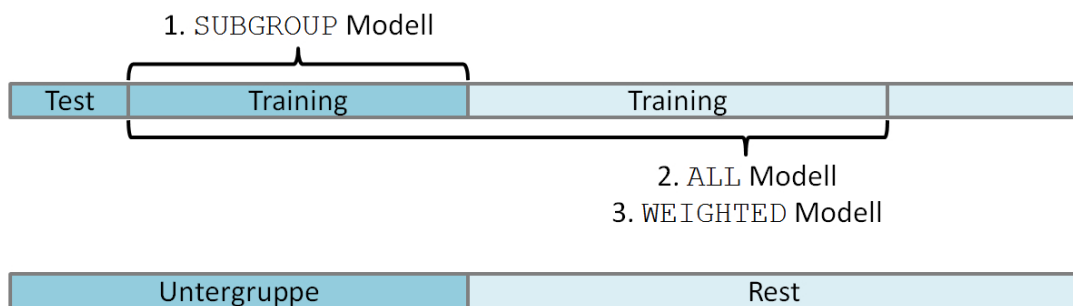 1. SUBGROUP Modell
Test Training Training
2. ALL Modell
3. WEIGHTED Modell
Untergruppe Rest